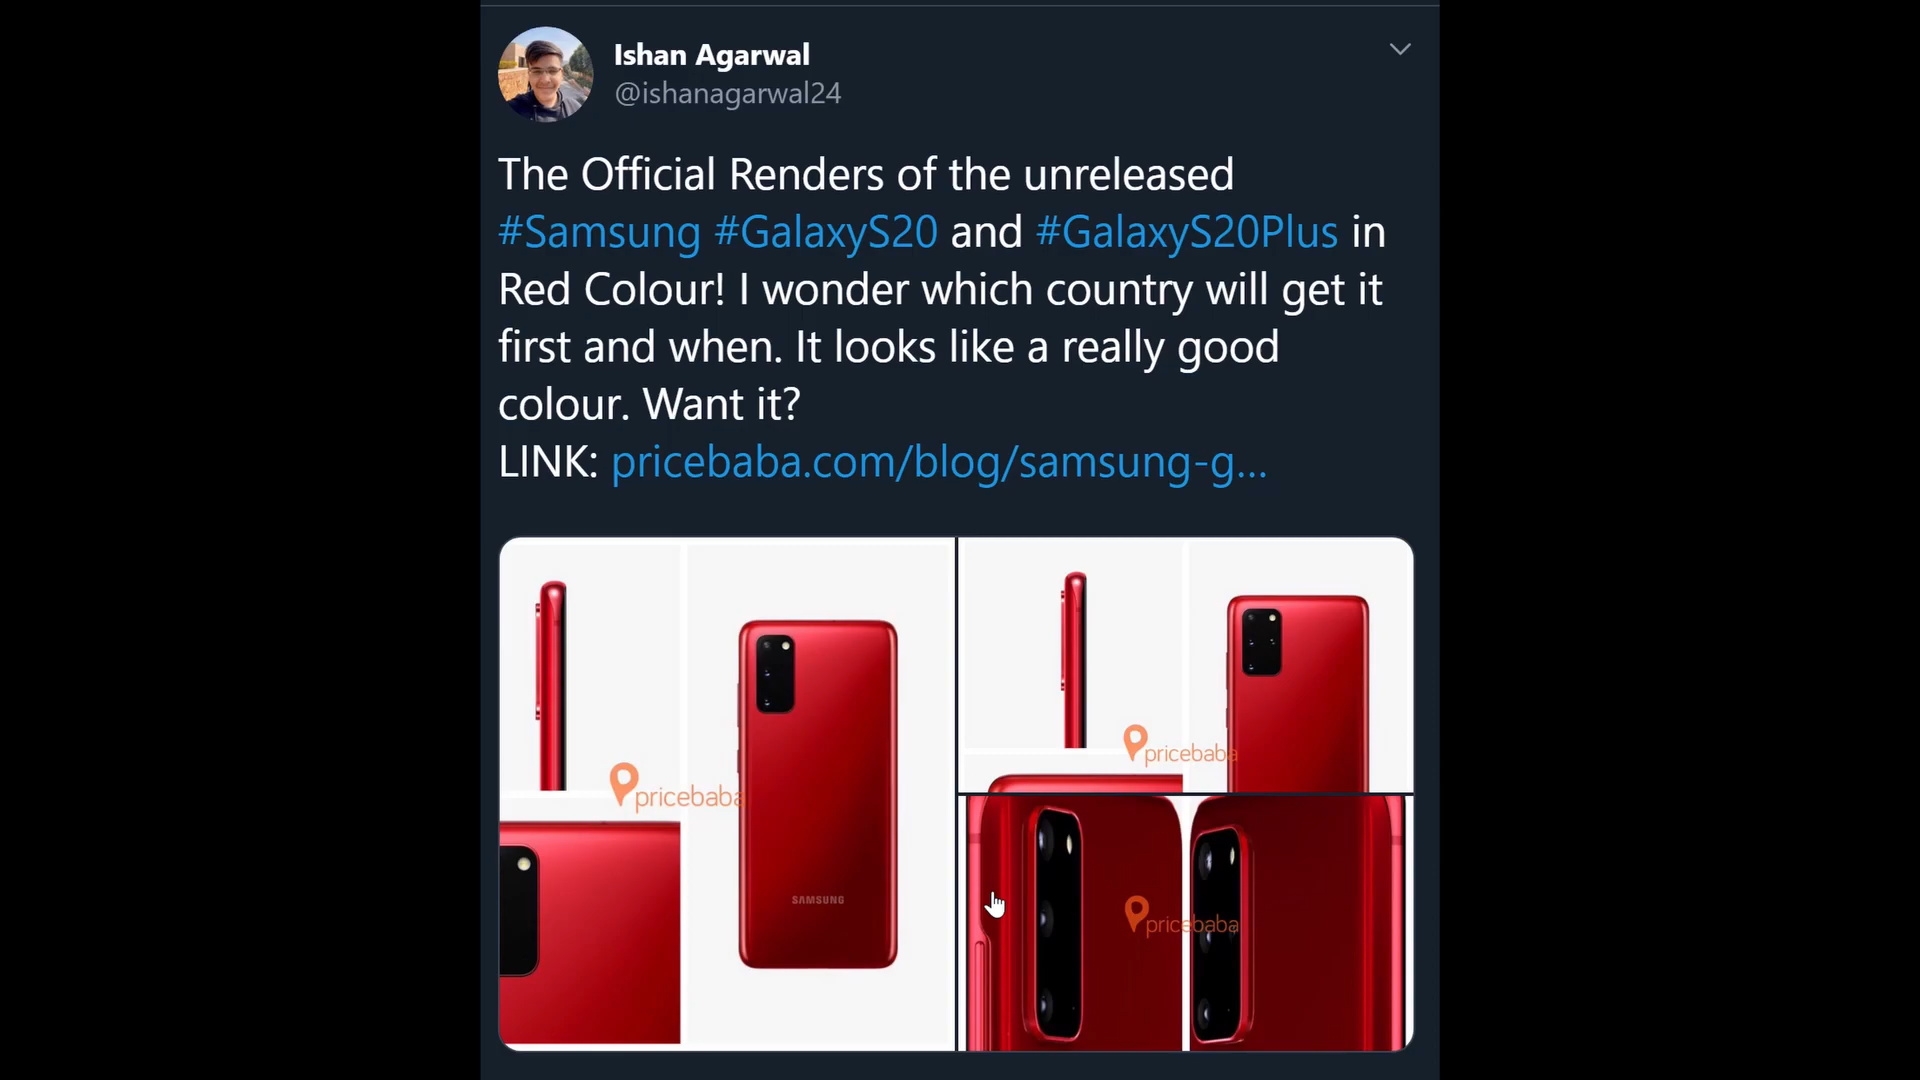 Ishan Agarwal
@ishanagarwal24
The Official Renders of the unreleased
#Samsung #GalaxyS20 and #GalaxyS20Plus in
Red Colour! I wonder which country will get it
first and when. It looks like a really good
colour. Want it?
LINK: pricebaba.com/blog/samsung-g...
pricebaba
SAMSUNG
pricebaba
pricebaba